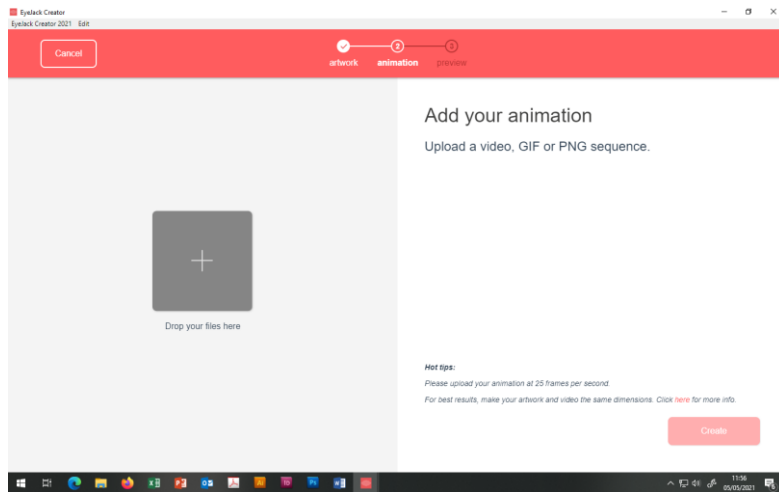 EyeJack Creator
EyeJack Creator 2021 Edit
Cancel
2 3
artwork animation preview
Add your animation
Upload a video, GIF or PNG sequence.
Drop your files here
Hot tips:
Please upload your animation at 25 frames per second.
For best results, make your artwork and video the same dimensions. Click here for more info.
Create
11:56
05/05/2021